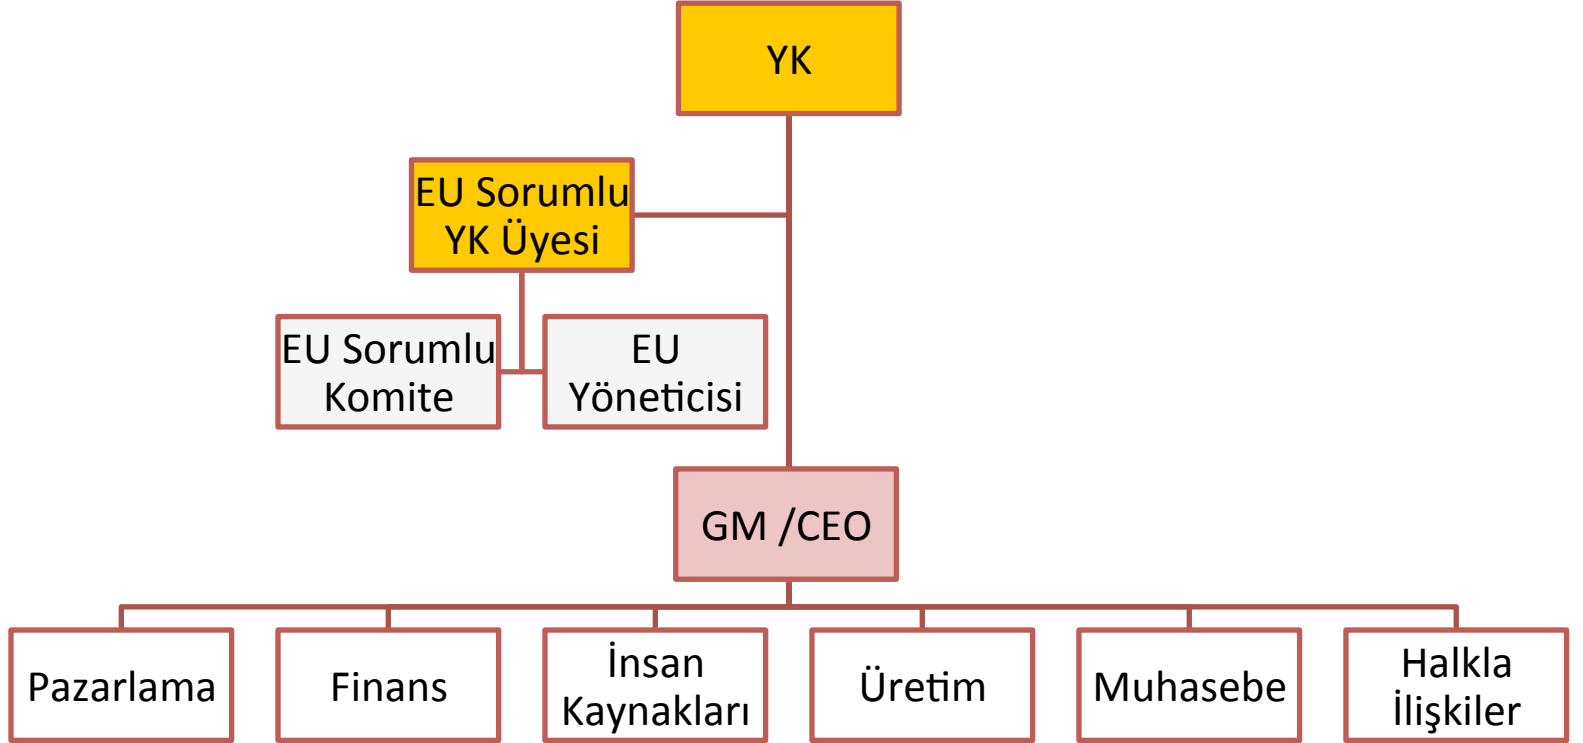 YK
EU Sorumlu
YK Üyesi
EU Sorumlu
Komite
EU
Yöneticisi
GM /CEO
Pazarlama
Finans
İnsan
Kaynakları
Üretim
Muhasebe
Halkla
İlişkiler